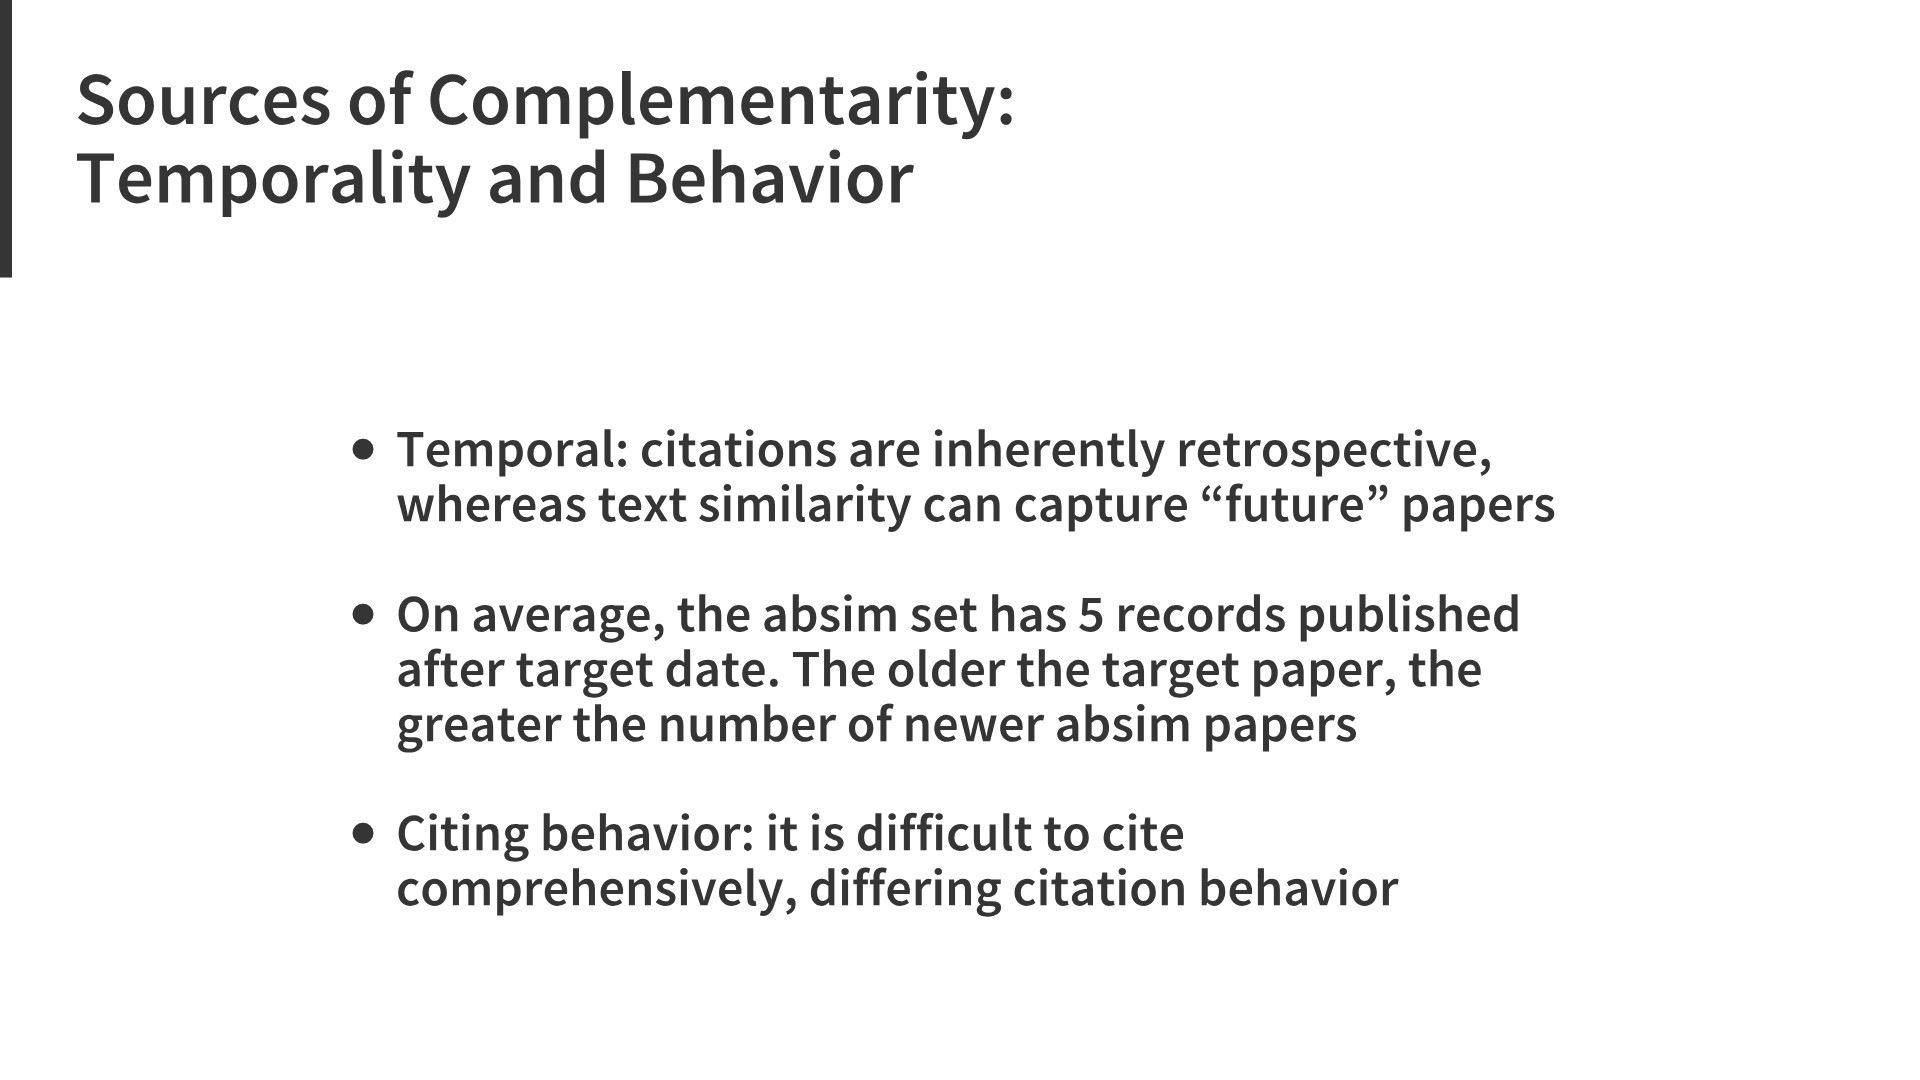 Sources of Complementarity:
Temporality and Behavior
• Temporal: citations are inherently retrospective,
whereas text similarity can capture “future” papers
• On average, the absim set has 5 records published
after target date. The older the target paper, the
greater the number of newer absim papers
• Citing behavior: it is difficult to cite
comprehensively, differing citation behavior